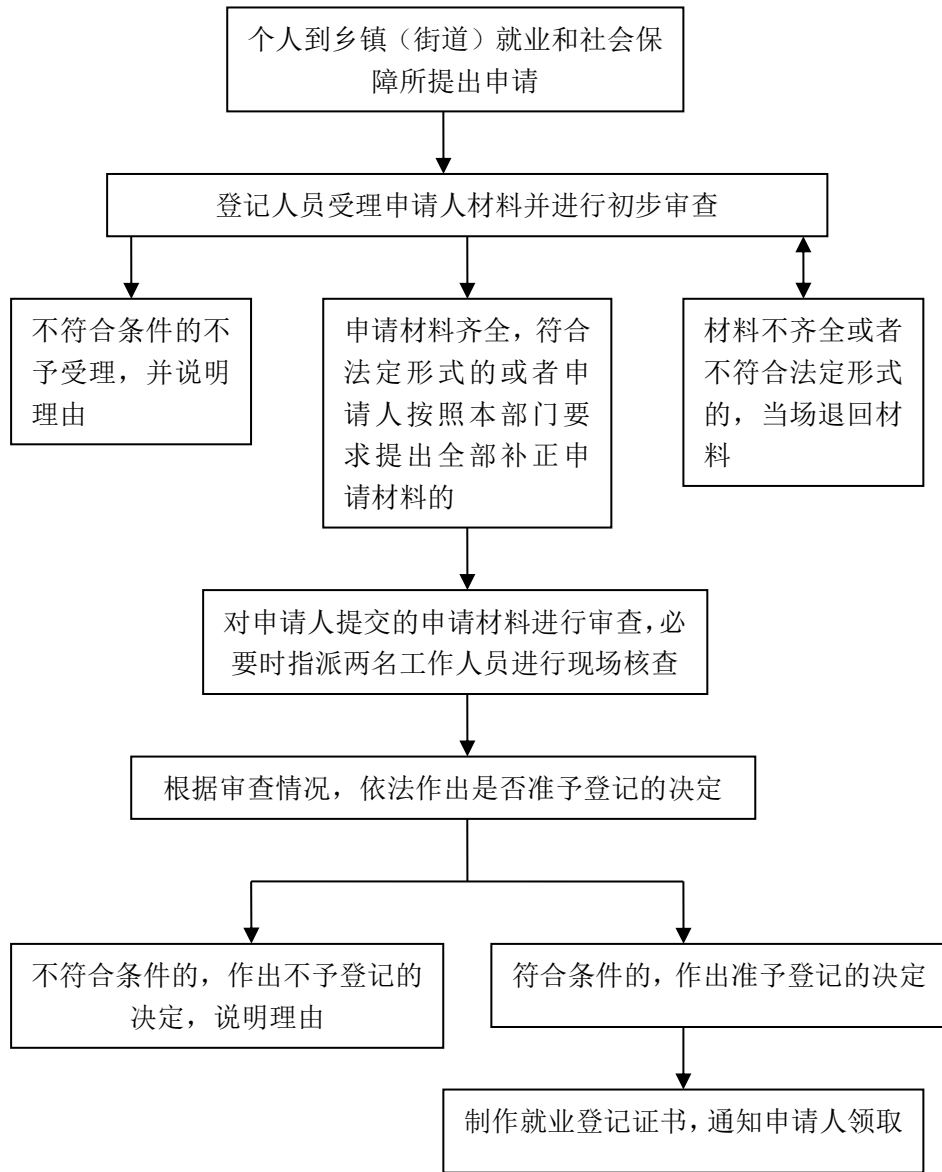 个人到乡镇（街道）就业和社会保
障所提出申请
登记人员受理申请人材料并进行初步审查
不符合条件的不
予受理，并说明
理由
申请材料齐全，符合
法定形式的或者申
请人按照本部门要
求提出全部补正申
请材料的
材料不齐全或者
不符合法定形式
的，当场退回材
料
对申请人提交的申请材料进行审查，必
要时指派两名工作人员进行现场核查
根据审查情况，依法作出是否准予登记的决定
不符合条件的，作出不予登记的
决定，说明理由
符合条件的，作出准予登记的决定
制作就业登记证书，通知申请人领取